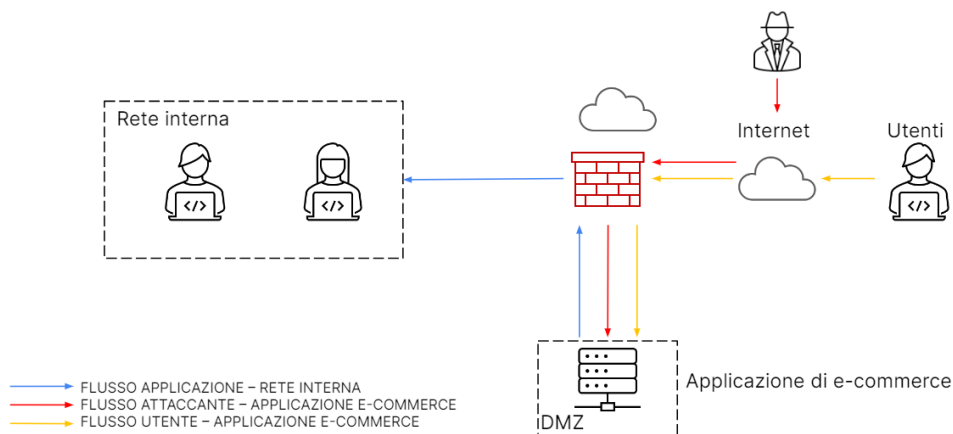 Rete interna
Internet
Utenti
</>
</>
</>
Applicazione di e-commerce
DMZ
FLUSSO APPLICAZIONE – RETE INTERNA
FLUSSO ATTACCANTE – APPLICAZIONE E-COMMERCE
FLUSSO UTENTE – APPLICAZIONE E-COMMERCE